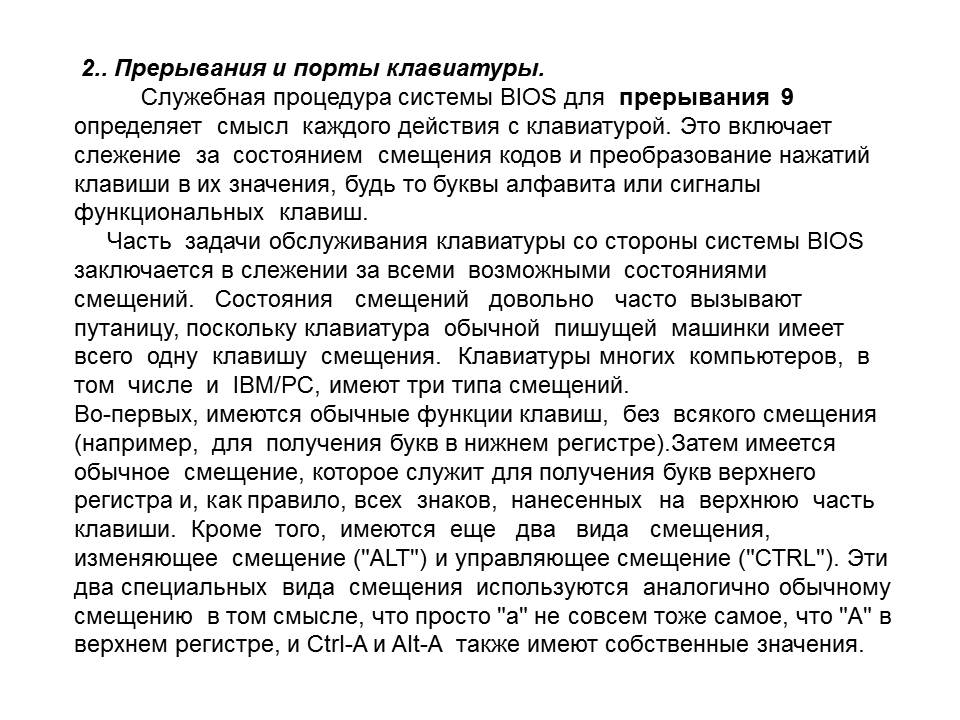 2.. Прерывания и порты клавиатуры.
Служебная процедура системы BIOS для прерывания 9
определяет смысл каждого действия с клавиатурой. Это включает
слежение за состоянием смещения кодов и преобразование нажатий
клавиши в их значения, будь то буквы алфавита или сигналы
функциональных клавиш.
Часть задачи обслуживания клавиатуры со стороны системы BIOS
заключается в слежении за всеми возможными состояниями
смещений. Состояния смещений довольно часто вызывают
путаницу, поскольку клавиатура обычной пишущей машинки имеет
всего одну клавишу смещения. Клавиатуры многих компьютеров, в
том числе и IBM/PC, имеют три типа смещений.
Во-первых, имеются обычные функции клавиш, без всякого смещения
(например, для получения букв в нижнем регистре).Затем имеется
обычное смещение, которое служит для получения букв верхнего
регистра и, как правило, всех знаков, нанесенных на верхнюю часть
клавиши. Кроме того, имеются еще два вида смещения,
изменяющее смещение ("ALT") и управляющее смещение ("CTRL"). Эти
два специальных вида смещения используются аналогично обычному
смещению в том смысле, что просто "a" не совсем тоже самое, что "A" в
верхнем регистре, и Ctrl-A и Alt-A также имеют собственные значения.